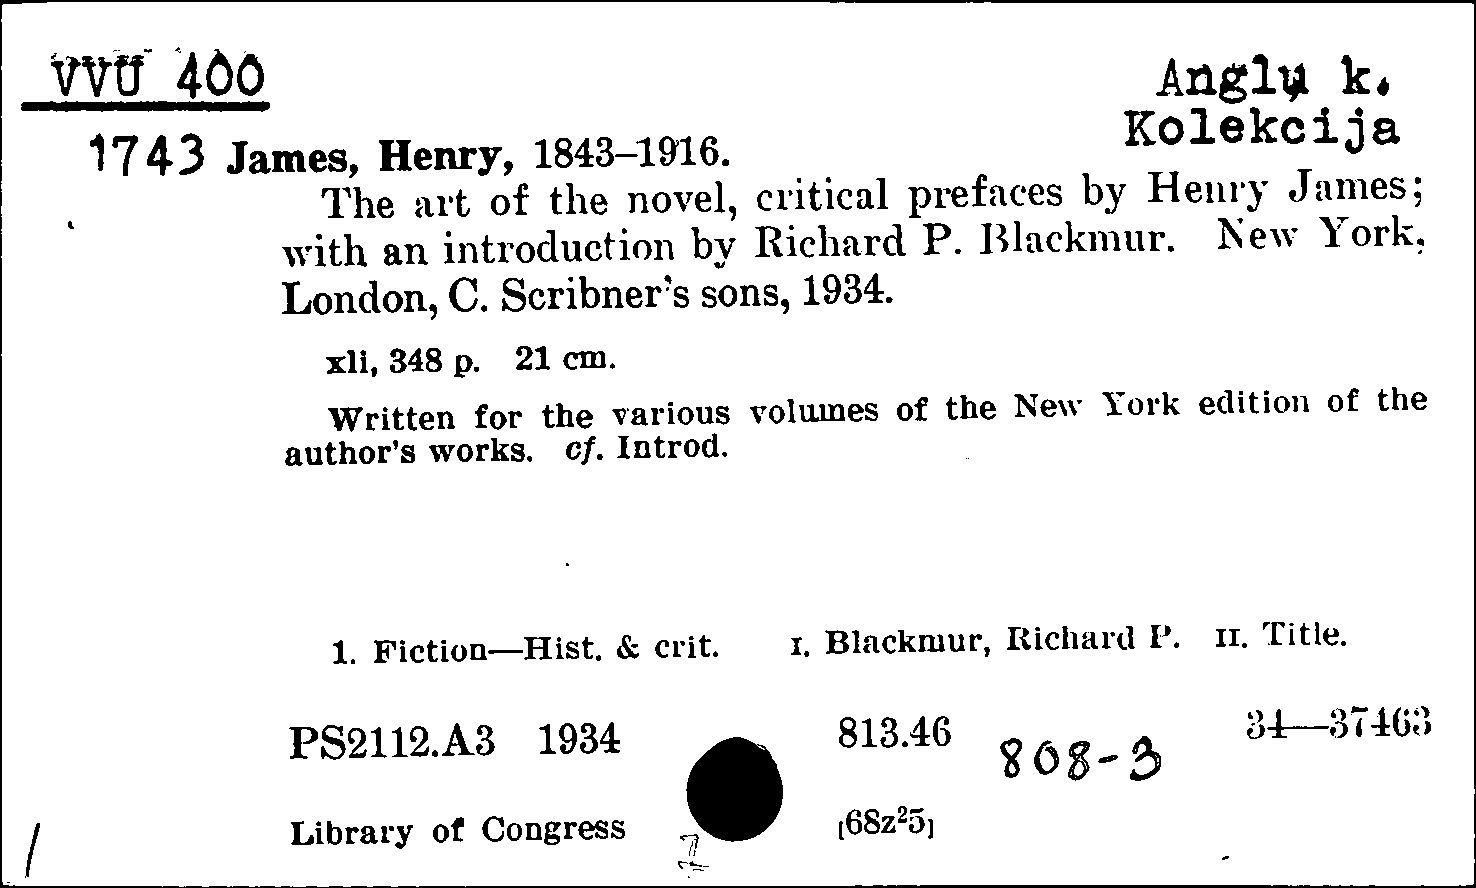 VVU 400
Anglų k.
Kolekcija
1743 James, Henry, 1843–1916.
The art of the novel, critical prefaces by Henry James;
with an introduction by Richard P. Blackmur. New York,
London, C. Scribner's sons, 1934.
xli, 348 p. 21 cm.
Written for the various volumes of the New York edition of the
author's works. cf. Introd.
1. Fiction—Hist. & crit. I. Blackmur, Richard P. II. Title.
PS2112.A3 1934 813.46 808-3 34—37463
Library of Congress [68z²5]